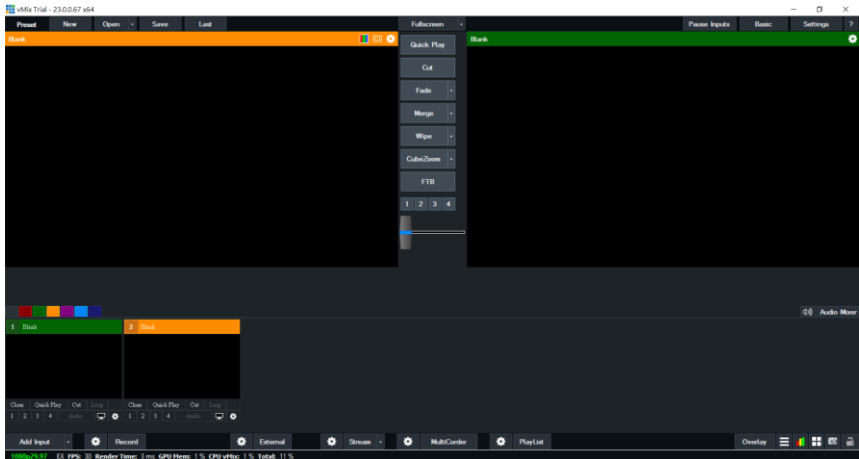 vMix Trial - 23.0.0.67 x64
Preset New Open Save Last Fullscreen Pause Inputs Basic Settings ?
Blank Blank
Quick Play
Cut
Fade
Merge
Wipe
CubeZoom
FTB
1 2 3 4
Audio Mixer
1 Blank 2 Blank
Close Quick Play Cut Loop Close Quick Play Cut Loop
1 2 3 4 Audio 1 2 3 4 Audio
Add Input Record External Stream MultiCorder PlayList Overlay
1080p29.97 EX FPS: 30 Render Time: 3 ms GPU Mem: 1 % CPU vMix: 1 % Total: 11 %